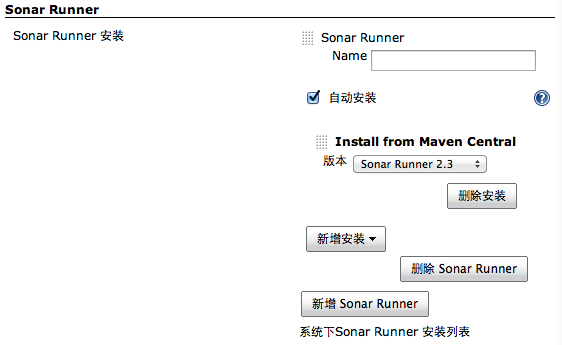 Sonar Runner
Sonar Runner 安装
Sonar Runner
Name
自动安装
?
Install from Maven Central
版本 Sonar Runner 2.3
删除安装
新增安装
删除 Sonar Runner
新增 Sonar Runner
系统下Sonar Runner 安装列表